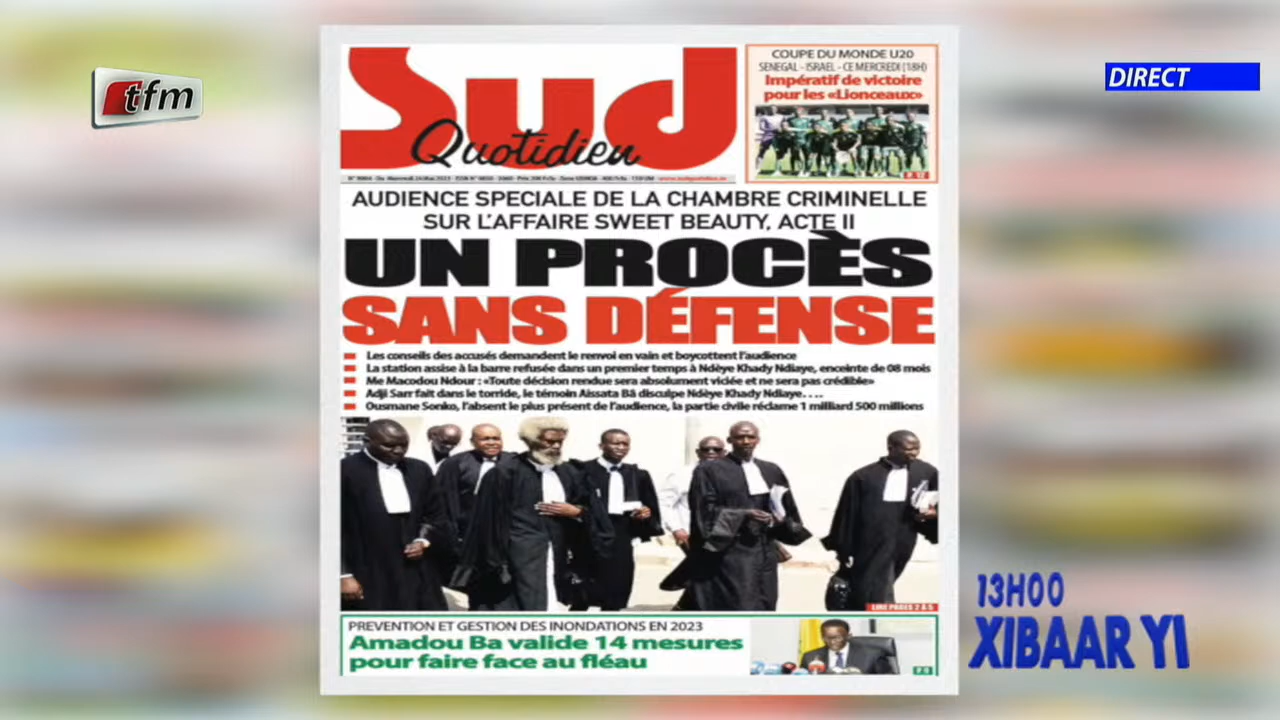 tfm
DIRECT
Sud
Quotidien
COUPE DU MONDE U20
SENEGAL - ISRAEL - CE MERCREDI (18H)
Impératif de victoire
pour les «Lionceaux»
P. 12
AUDIENCE SPECIALE DE LA CHAMBRE CRIMINELLE
SUR L'AFFAIRE SWEET BEAUTY, ACTE II
UN PROCÈS
SANS DÉFENSE
Les conseils des accusés demandent le renvoi en vain et boycottent l'audience
La station assise à la barre refusée dans un premier temps à Ndèye Khady Ndiaye, enceinte de 08 mois
Me Macodou Ndour : «Toute décision rendue sera absolument viciée et ne sera pas crédible»
Adji Sarr fait dans le torride, le témoin Aissata Bâ disculpe Ndèye Khady Ndiaye....
Ousmane Sonko, l'absent le plus présent de l'audience, la partie civile réclame 1 milliard 500 millions
LIRE PAGES 2 À 5
PREVENTION ET GESTION DES INONDATIONS EN 2023
Amadou Ba valide 14 mesures
pour faire face au fléau
13H00
XIBAAR YI